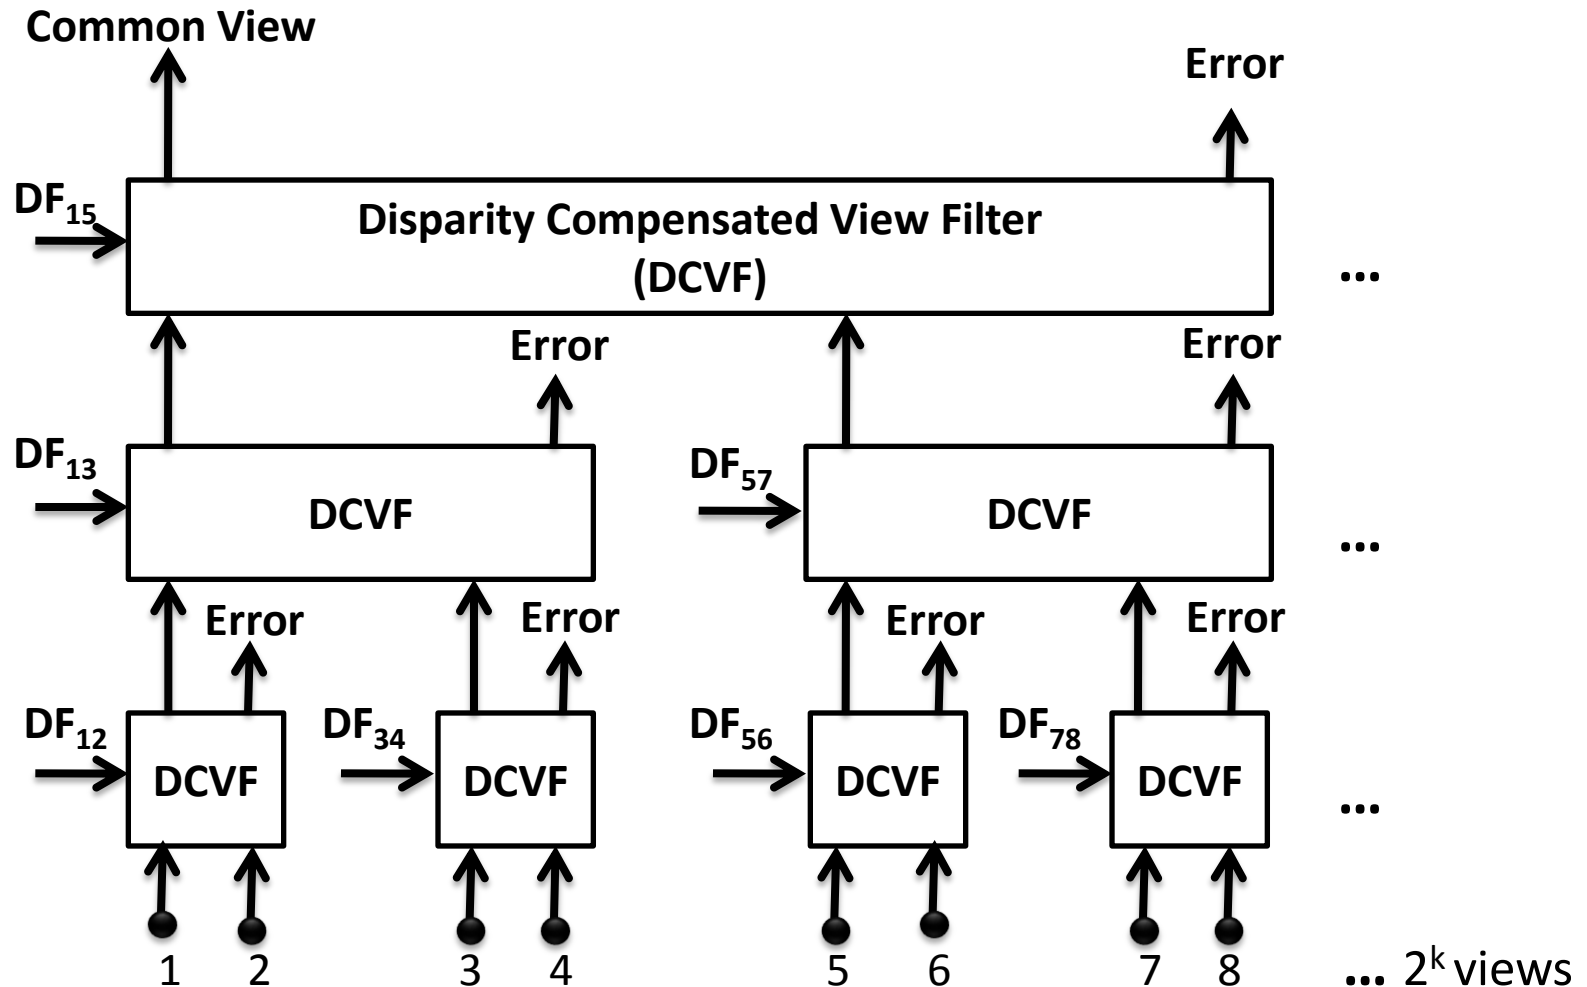 Common View
Error
DF15
Disparity Compensated View Filter
(DCVF)
...
Error
Error
DF13
DCVF
DF57
DCVF
...
Error
Error
Error
Error
DF12
DCVF
DF34
DCVF
DF56
DCVF
DF78
DCVF
...
1 2 3 4 5 6 7 8 ... 2^k views